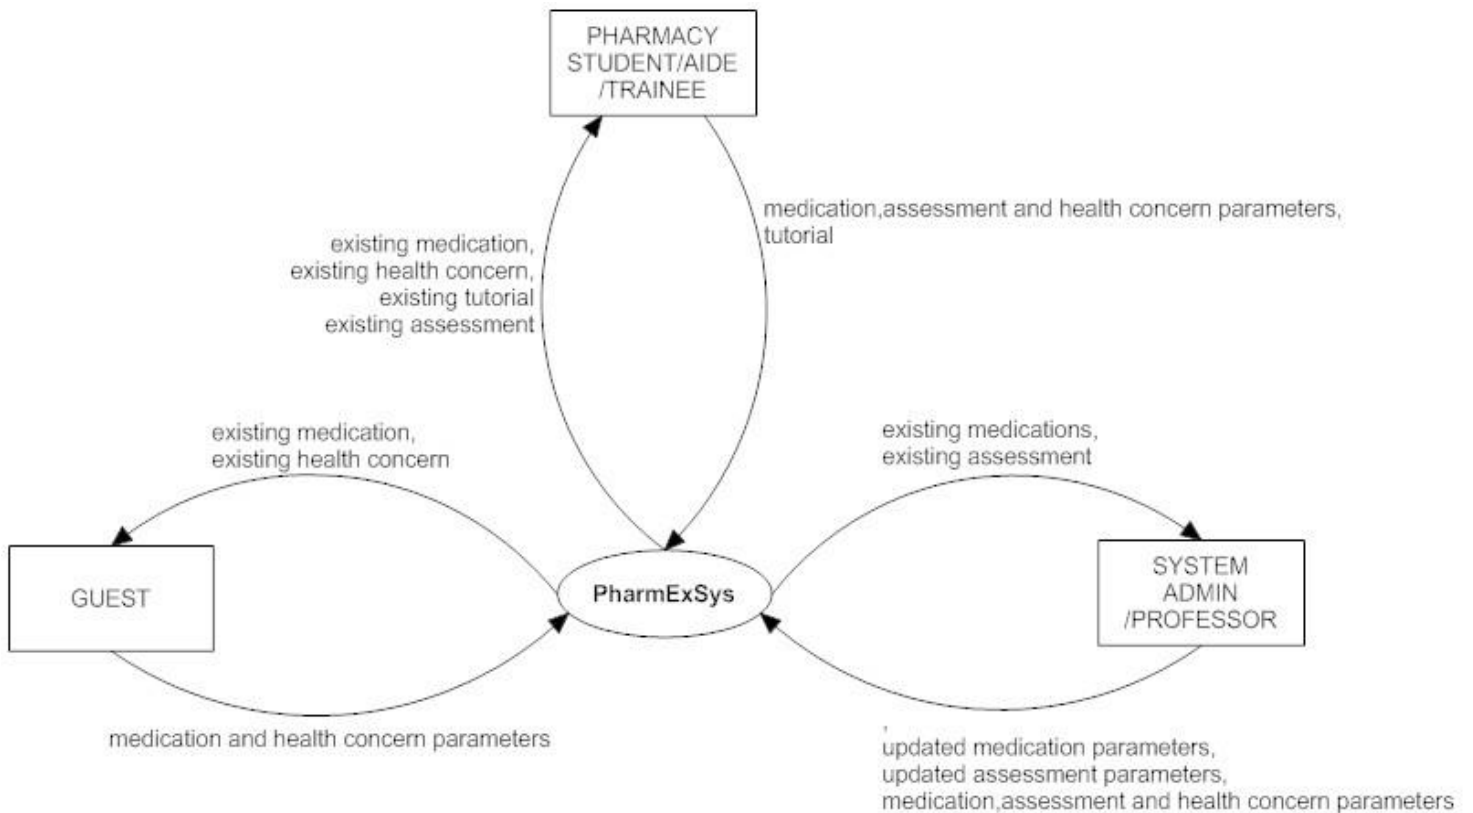 PHARMACY
STUDENT/AIDE
/TRAINEE
medication,assessment and health concern parameters,
tutorial
existing medication,
existing health concern,
existing tutorial
existing assessment
existing medication,
existing health concern
existing medications,
existing assessment
GUEST
PharmExSys
SYSTEM
ADMIN
/PROFESSOR
medication and health concern parameters
,
updated medication parameters,
updated assessment parameters,
medication,assessment and health concern parameters